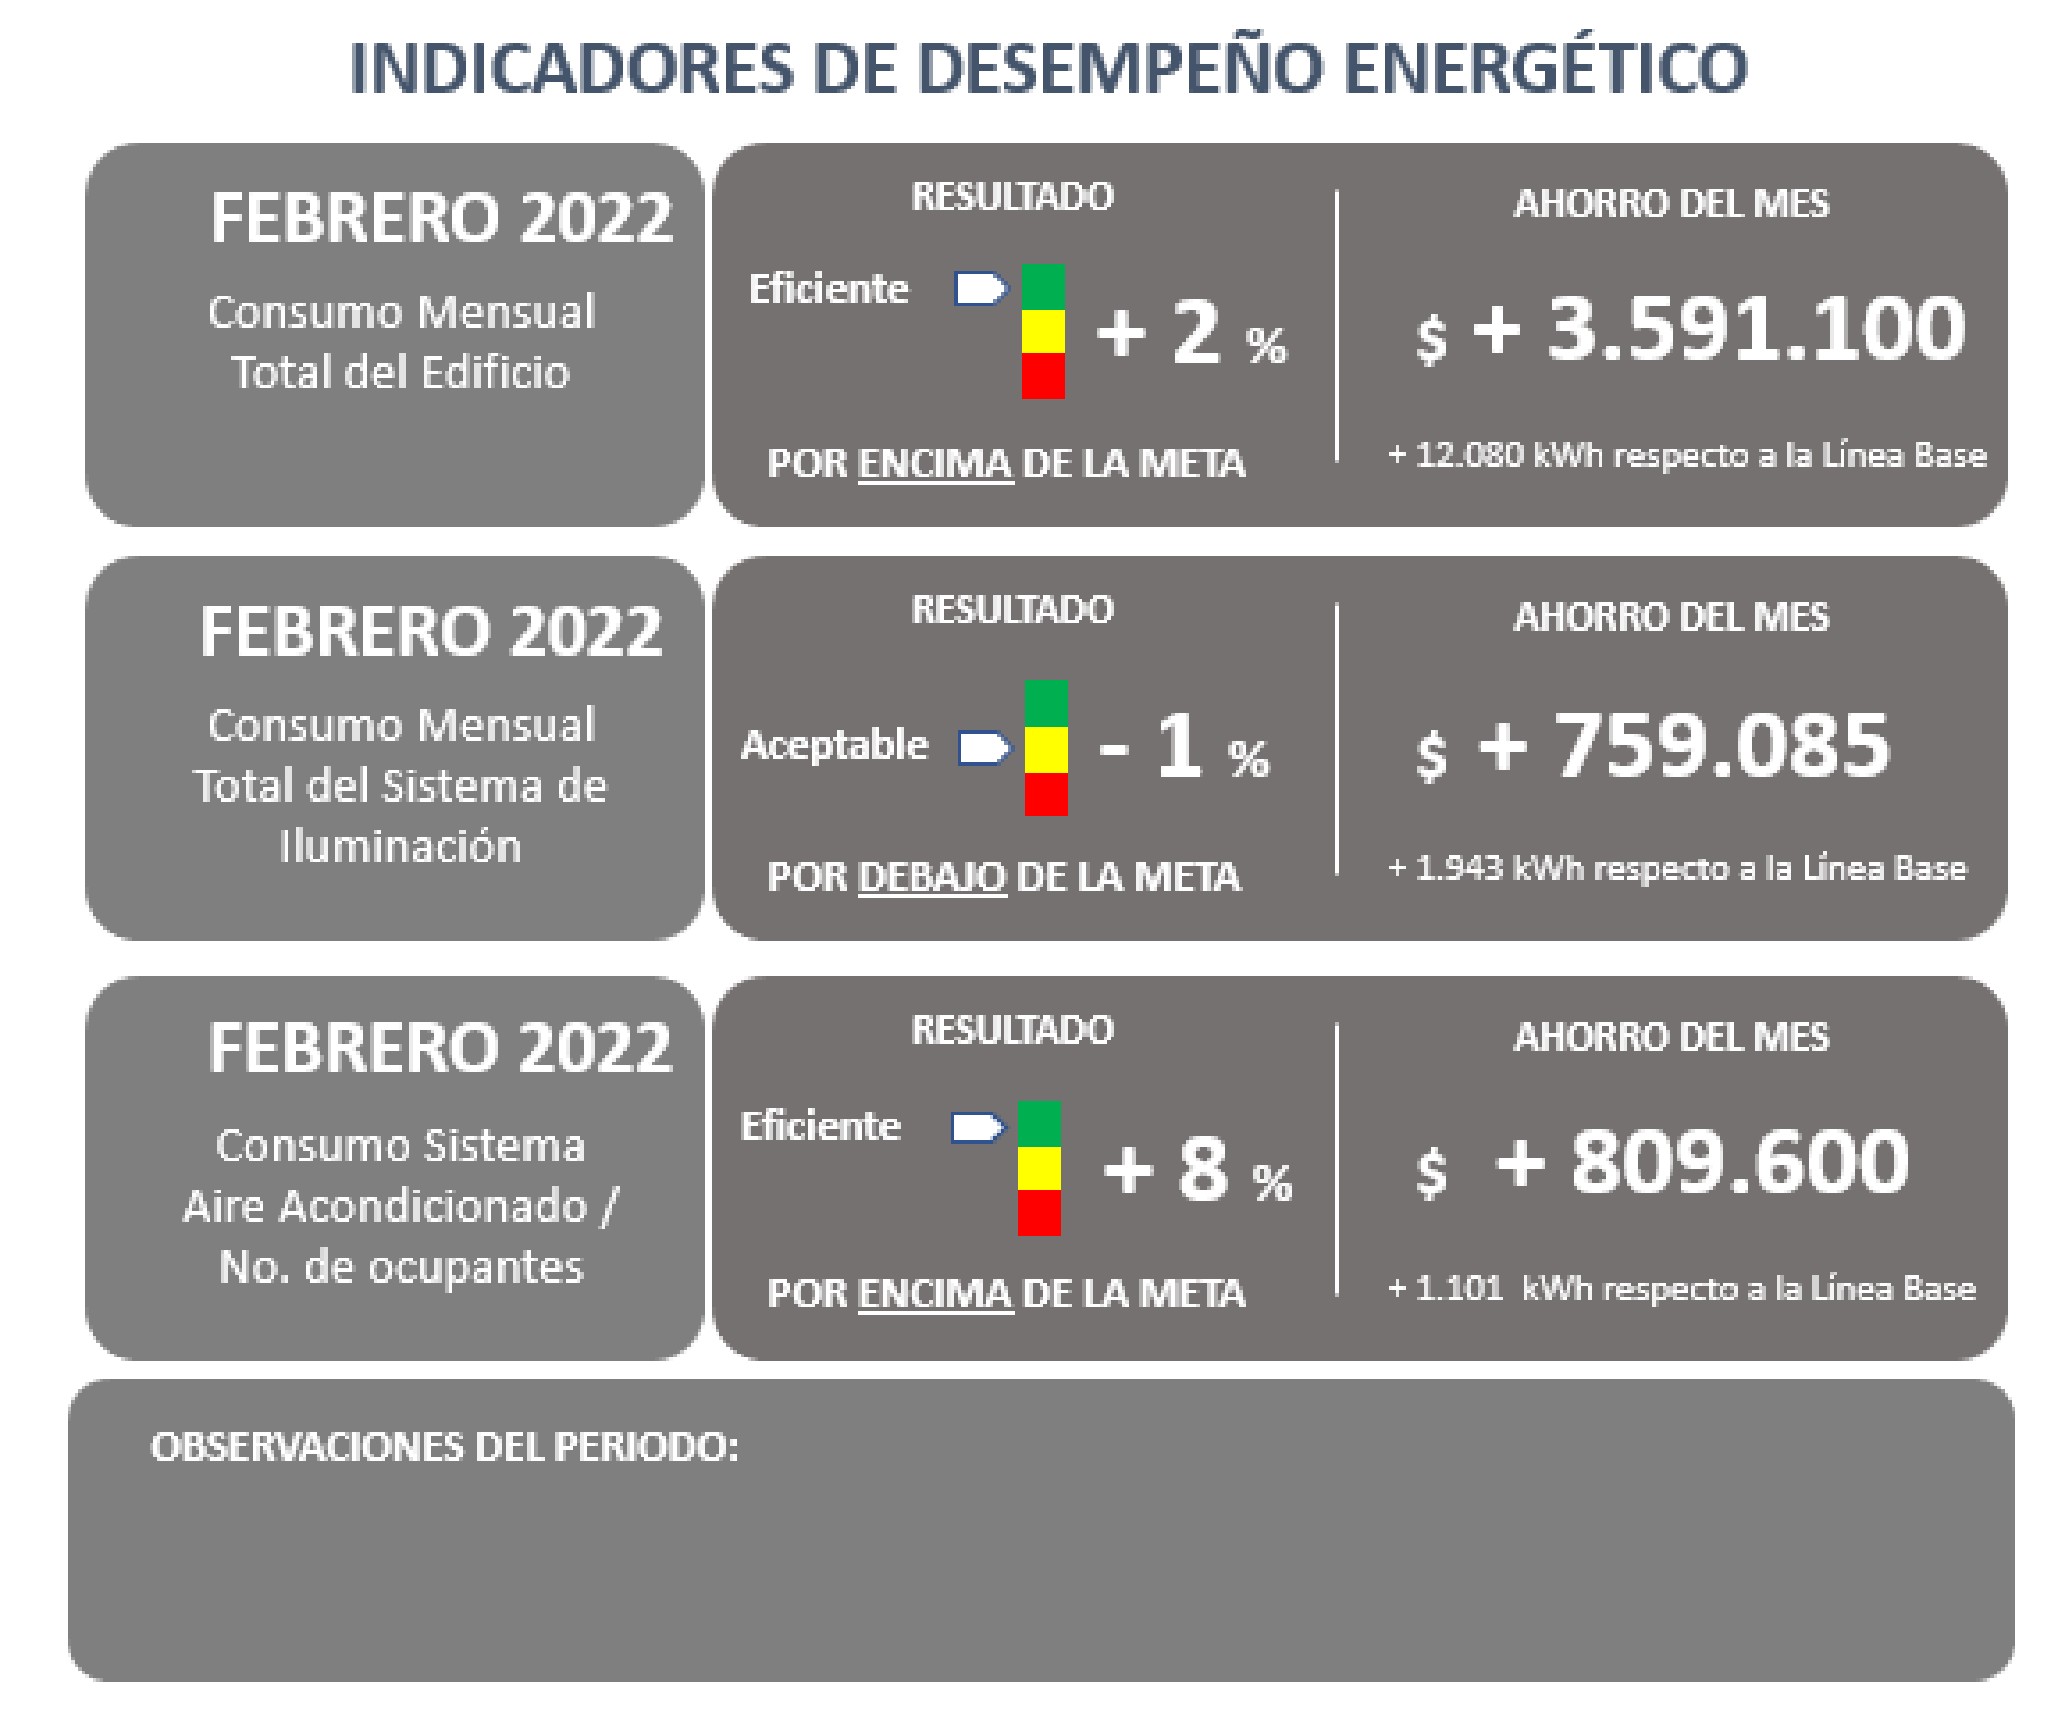 INDICADORES DE DESEMPEÑO ENERGÉTICO
FEBRERO 2022
Consumo Mensual
Total del Edificio
RESULTADO
Eficiente
+ 2 %
POR ENCIMA DE LA META
AHORRO DEL MES
$ + 3.591.100
+ 12.080 kWh respecto a la Línea Base
FEBRERO 2022
Consumo Mensual
Total del Sistema de
Iluminación
RESULTADO
Aceptable
- 1 %
POR DEBAJO DE LA META
AHORRO DEL MES
$ + 759.085
+ 1.943 kWh respecto a la Línea Base
FEBRERO 2022
Consumo Sistema
Aire Acondicionado /
No. de ocupantes
RESULTADO
Eficiente
+ 8 %
POR ENCIMA DE LA META
AHORRO DEL MES
$ + 809.600
+ 1.101 kWh respecto a la Línea Base
OBSERVACIONES DEL PERIODO: